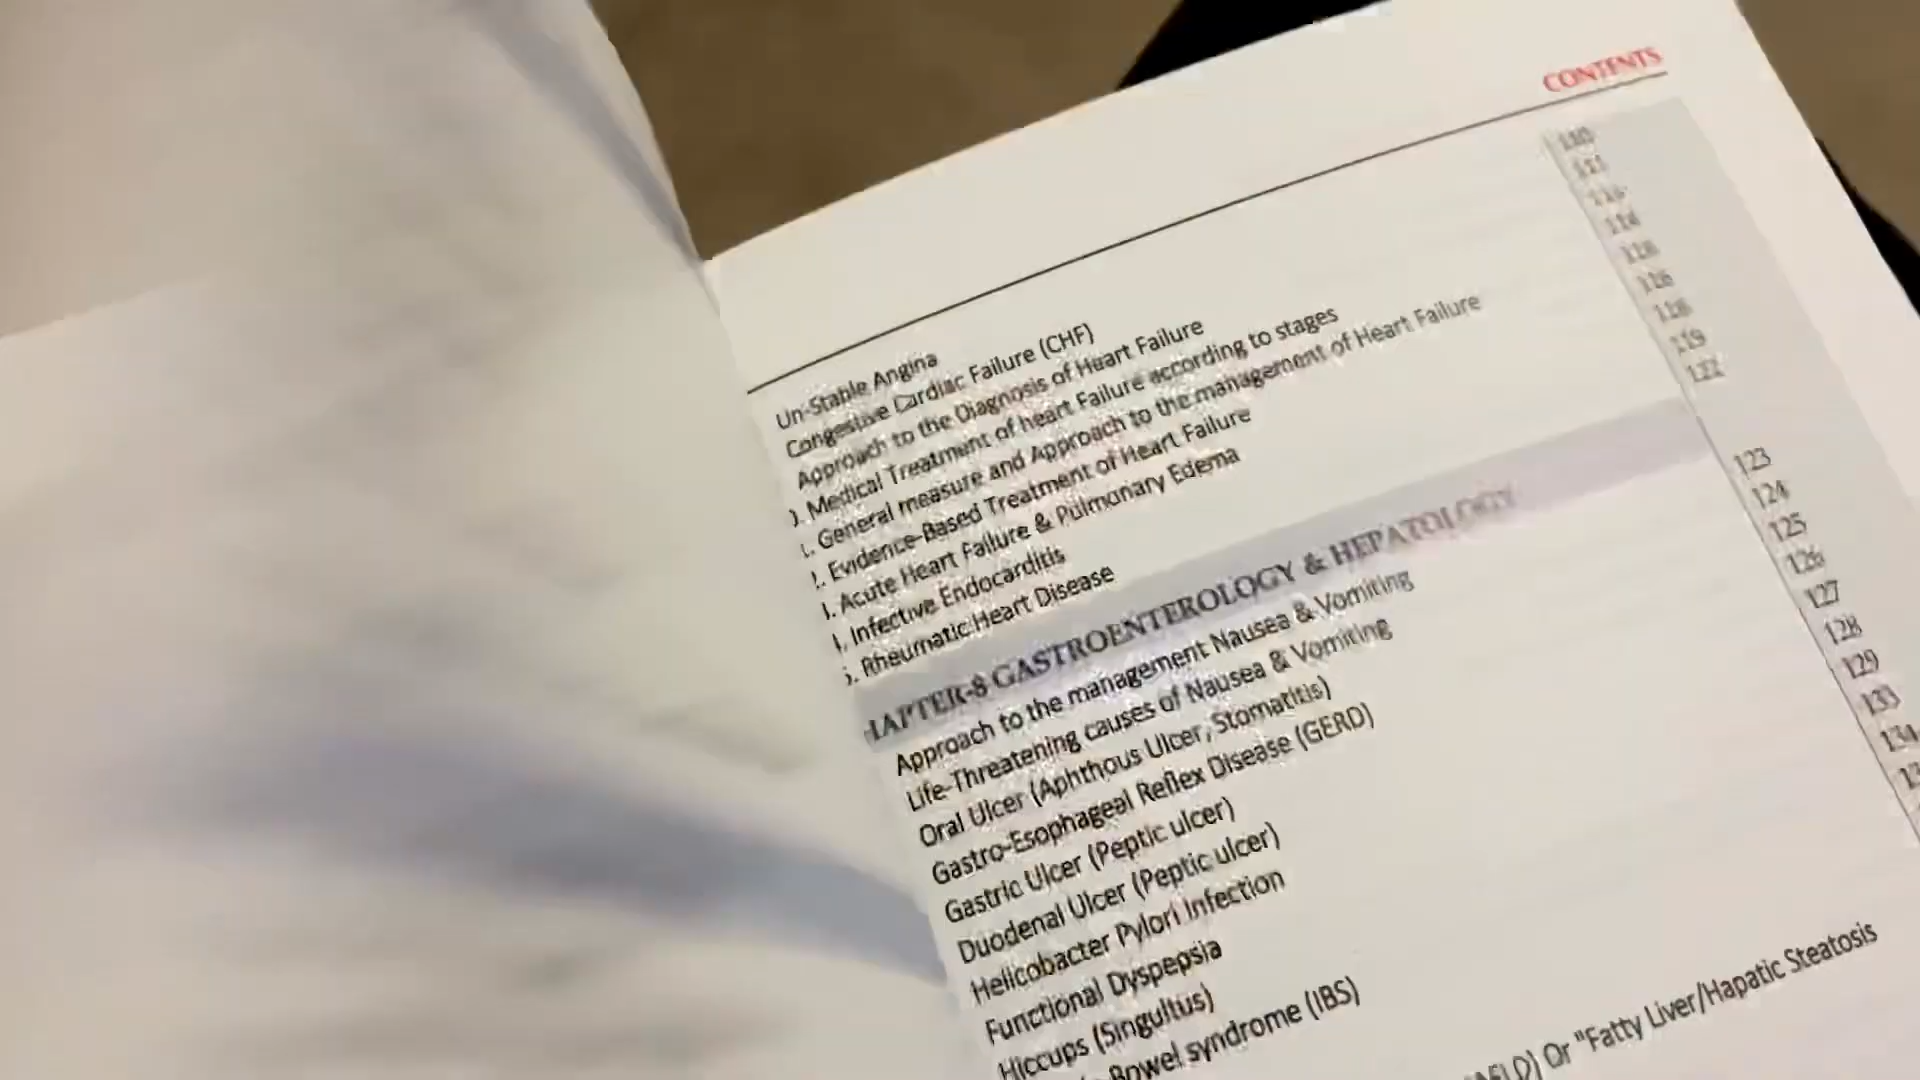 CONTENTS
Un-Stable Angina
Congestive Cardiac Failure (CHF)
Approach to the Diagnosis of Heart Failure
Medical Treatment of heart Failure according to stages
General measure and Approach to the management of Heart Failure
Evidence-Based Treatment of Heart Failure
Acute Heart Failure & Pulmonary Edema
Infective Endocarditis
Rheumatic Heart Disease
HAPTER-8 GASTROENTEROLOGY & HEPATOLOGY
Approach to the management Nausea & Vomiting 123
Life-Threatening causes of Nausea & Vomiting 124
Oral Ulcer (Aphthous Ulcer, Stomatitis) 125
Gastro-Esophageal Reflex Disease (GERD) 126
Gastric Ulcer (Peptic ulcer) 127
Duodenal Ulcer (Peptic ulcer) 128
Helicobacter Pylori Infection 129
Functional Dyspepsia 133
Hiccups (Singultus) 134
Bowel syndrome (IBS)
Or "Fatty Liver/Hapatic Steatosis